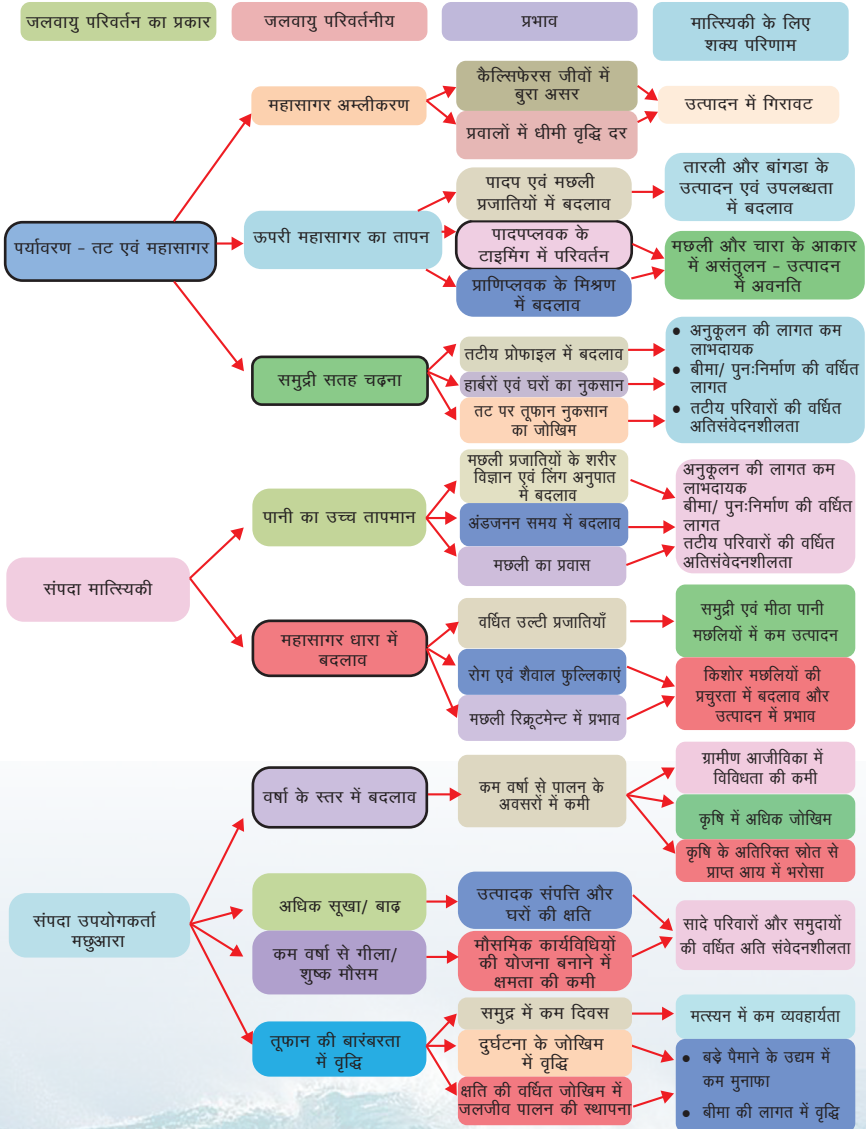 जलवायु परिवर्तन का प्रकार
जलवायु परिवर्तनीय
प्रभाव
मात्स्यिकी के लिए
शक्य परिणाम
पर्यावरण – तट एवं महासागर
महासागर अम्लीकरण
कैल्सिफेरस जीवों में
बुरा असर
प्रवालों में धीमी वृद्धि दर
उत्पादन में गिरावट
ऊपरी महासागर का तापन
पादप एवं मछली
प्रजातियों में बदलाव
तारली और बांगडा के
उत्पादन एवं उपलब्धता
में बदलाव
पादपप्लवक के
टाइमिंग में परिवर्तन
प्राणिप्लवक के मिश्रण
में बदलाव
मछली और चारा के आकार
में असंतुलन – उत्पादन
में अवनति
समुद्री सतह चढ़ना
तटीय प्रोफाइल में बदलाव
हार्बरों एवं घरों का नुकसान
तट पर तूफान नुकसान
का जोखिम
• अनुकूलन की लागत कम
लाभदायक
• बीमा/ पुनःनिर्माण की वर्धित
लागत
• तटीय परिवारों की वर्धित
अतिसंवेदनशीलता
संपदा मात्स्यिकी
पानी का उच्च तापमान
मछली प्रजातियों के शरीर
विज्ञान एवं लिंग अनुपात
में बदलाव
अंडजनन समय में बदलाव
मछली का प्रवास
अनुकूलन की लागत कम
लाभदायक
बीमा/ पुनःनिर्माण की वर्धित
लागत
तटीय परिवारों की वर्धित
अतिसंवेदनशीलता
महासागर धारा में
बदलाव
वर्धित उल्टी प्रजातियाँ
रोग एवं शैवाल फुल्लिकाएं
मछली रिक्रूटमेन्ट में प्रभाव
समुद्री एवं मीठा पानी
मछलियों में कम उत्पादन
किशोर मछलियों की
प्रचुरता में बदलाव और
उत्पादन में प्रभाव
संपदा उपयोगकर्ता
मछुआरा
वर्षा के स्तर में बदलाव
कम वर्षा से पालन के
अवसरों में कमी
ग्रामीण आजीविका में
विविधता की कमी
कृषि में अधिक जोखिम
कृषि के अतिरिक्त स्रोत से
प्राप्त आय में भरोसा
अधिक सूखा/ बाढ़
उत्पादक संपत्ति और
घरों की क्षति
कम वर्षा से गीला/
शुष्क मौसम
मौसमिक कार्यविधियों
की योजना बनाने में
क्षमता की कमी
सादे परिवारों और समुदायों
की वर्धित अति संवेदनशीलता
तूफान की बारंबरता
में वृद्धि
समुद्र में कम दिवस
दुर्घटना के जोखिम
में वृद्धि
क्षति की वर्धित जोखिम में
जलजीव पालन की स्थापना
मत्स्यन में कम व्यवहार्यता
• बड़े पैमाने के उद्यम में
कम मुनाफा
• बीमा की लागत में वृद्धि